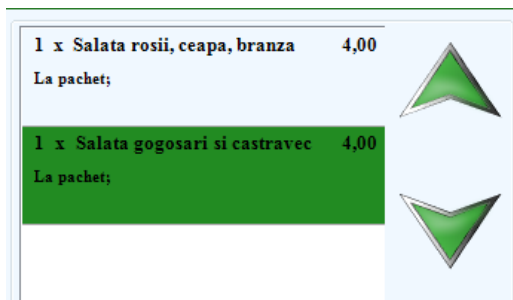 1 x Salata rosii, ceapa, branza 4,00
La pachet;
1 x Salata gogosari si castravec 4,00
La pachet;